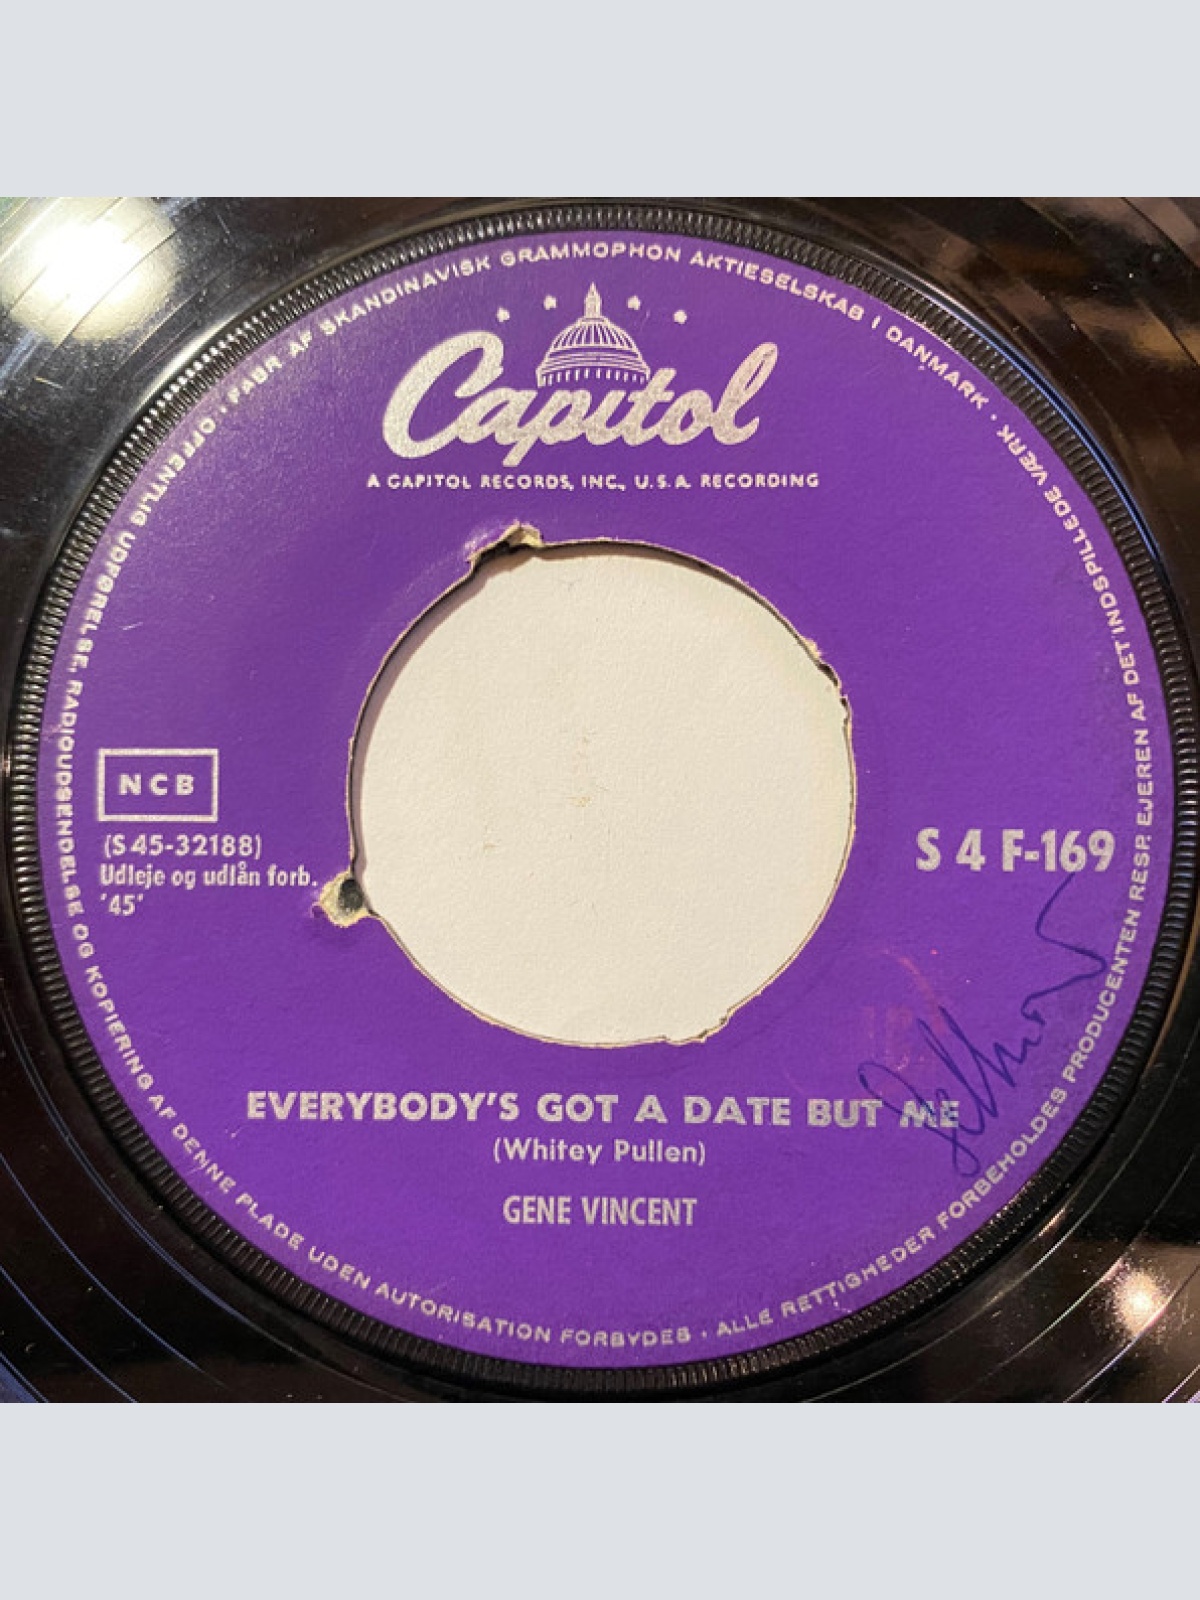 FABR. AF SKANDINAVISK GRAMMOPHON AKTIESELSKAB I DANMARK · ALLE RETTIGHEDER FORBEHOLDES PRODUCENTEN RESP. EJEREN AF DET INDSPILLEDE VÆRK · OFFENTLIG UDFØRELSE, RADIOUDSENDELSE OG KOPIERING AF DENNE PLADE UDEN AUTORISATION FORBYDES ·
Capitol
A CAPITOL RECORDS, INC., U.S.A. RECORDING
NCB
(S 45-32188)
Udleje og udlån forb.
'45'
S 4 F-169
EVERYBODY'S GOT A DATE BUT ME
(Whitey Pullen)
GENE VINCENT